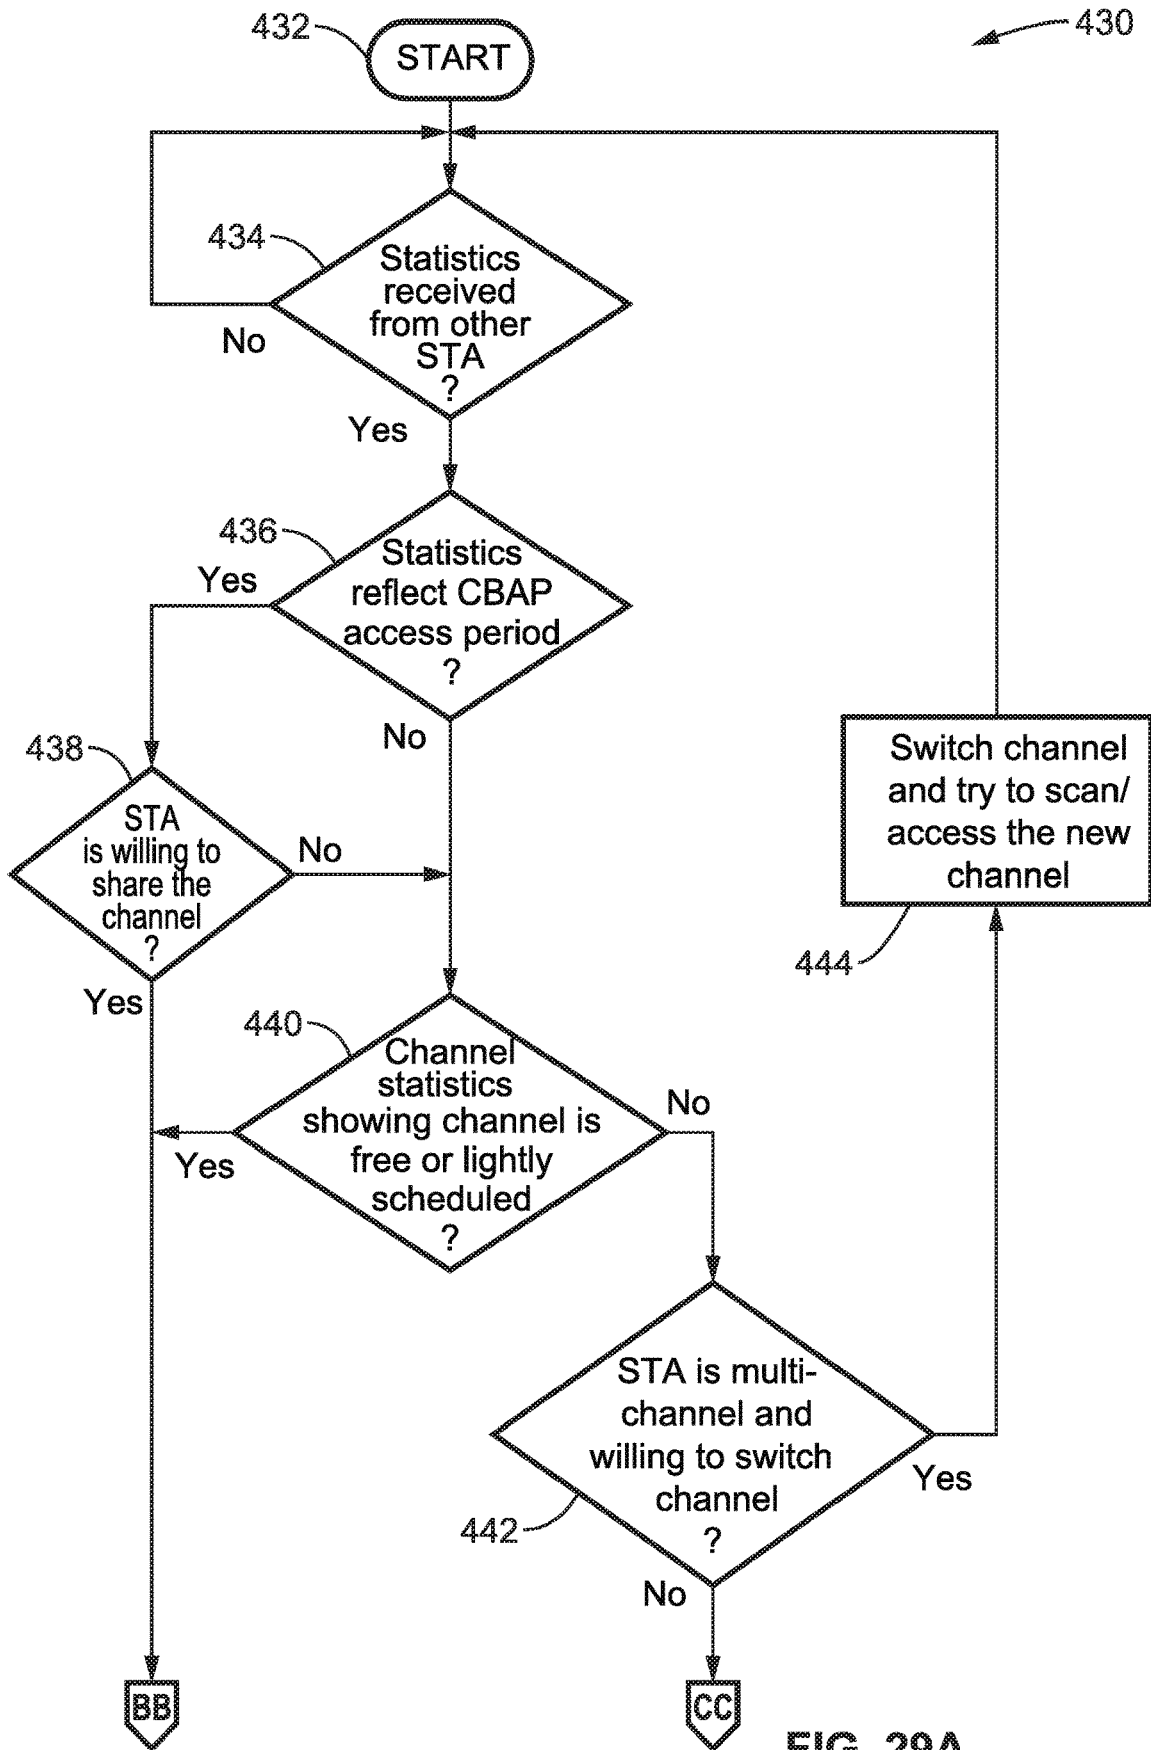 432
START
430
434
Statistics
received
from other
STA
?
No
Yes
436
Statistics
reflect CBAP
access period
?
Yes
No
438
STA
is willing to
share the
channel
?
No
Yes
Switch channel
and try to scan/
access the new
channel
444
440
Channel
statistics
showing channel is
free or lightly
scheduled
?
Yes
No
STA is multi-
channel and
willing to switch
channel
?
442
Yes
No
BB
CC
FIG. 29A